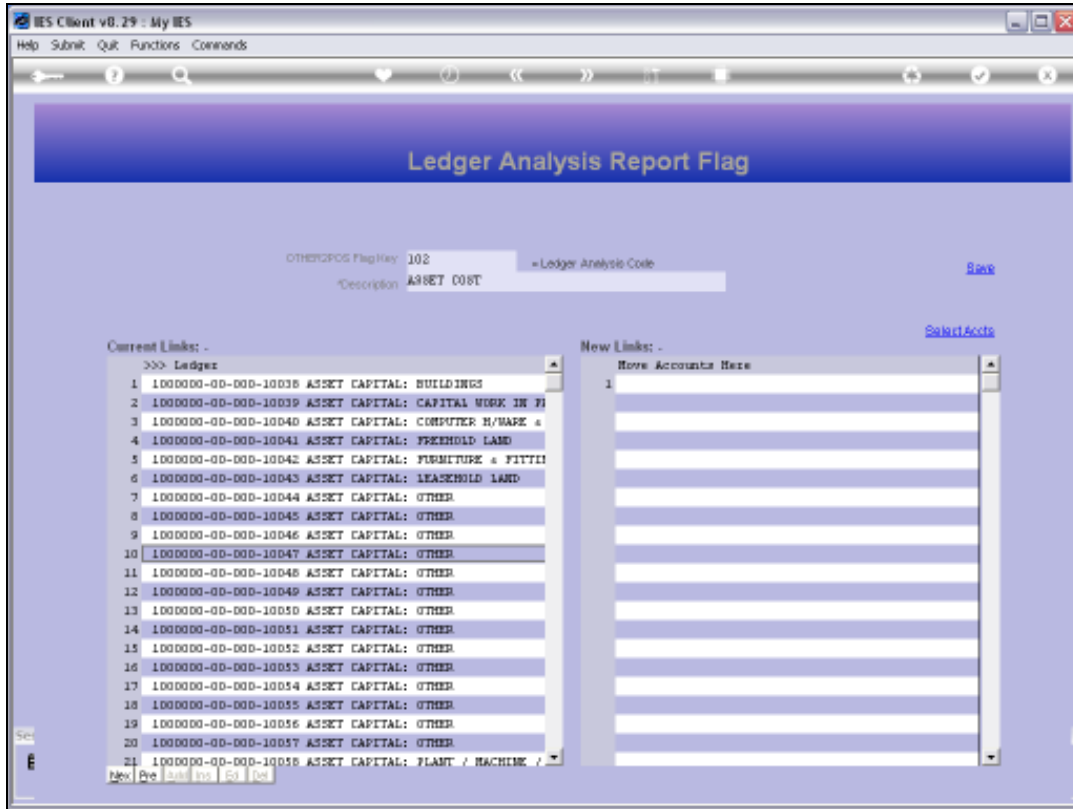 IES Client v8.29 : My IES
Help Submit Quit Functions Commands
Ledger Analysis Report Flag
OTHER2POS Flag Key 102 = Ledger Analysis Code
Save
*Description ASSET COST
Select Accts
Current Links: -
New Links: -
>>> Ledger
Move Accounts Here
1 1000000-00-000-10038 ASSET CAPITAL: BUILDINGS
1
2 1000000-00-000-10039 ASSET CAPITAL: CAPITAL WORK IN
3 1000000-00-000-10040 ASSET CAPITAL: COMPUTER H/WARE &
4 1000000-00-000-10041 ASSET CAPITAL: FREEHOLD LAND
5 1000000-00-000-10042 ASSET CAPITAL: FURNITURE & FITTI
6 1000000-00-000-10043 ASSET CAPITAL: LEASEHOLD LAND
7 1000000-00-000-10044 ASSET CAPITAL: OTHER
8 1000000-00-000-10045 ASSET CAPITAL: OTHER
9 1000000-00-000-10046 ASSET CAPITAL: OTHER
10 1000000-00-000-10047 ASSET CAPITAL: OTHER
11 1000000-00-000-10048 ASSET CAPITAL: OTHER
12 1000000-00-000-10049 ASSET CAPITAL: OTHER
13 1000000-00-000-10050 ASSET CAPITAL: OTHER
14 1000000-00-000-10051 ASSET CAPITAL: OTHER
15 1000000-00-000-10052 ASSET CAPITAL: OTHER
16 1000000-00-000-10053 ASSET CAPITAL: OTHER
17 1000000-00-000-10054 ASSET CAPITAL: OTHER
18 1000000-00-000-10055 ASSET CAPITAL: OTHER
19 1000000-00-000-10056 ASSET CAPITAL: OTHER
20 1000000-00-000-10057 ASSET CAPITAL: OTHER
21 1000000-00-000-10058 ASSET CAPITAL: PLANT / MACHINE /
Nex Pre Add Ins Ed Del